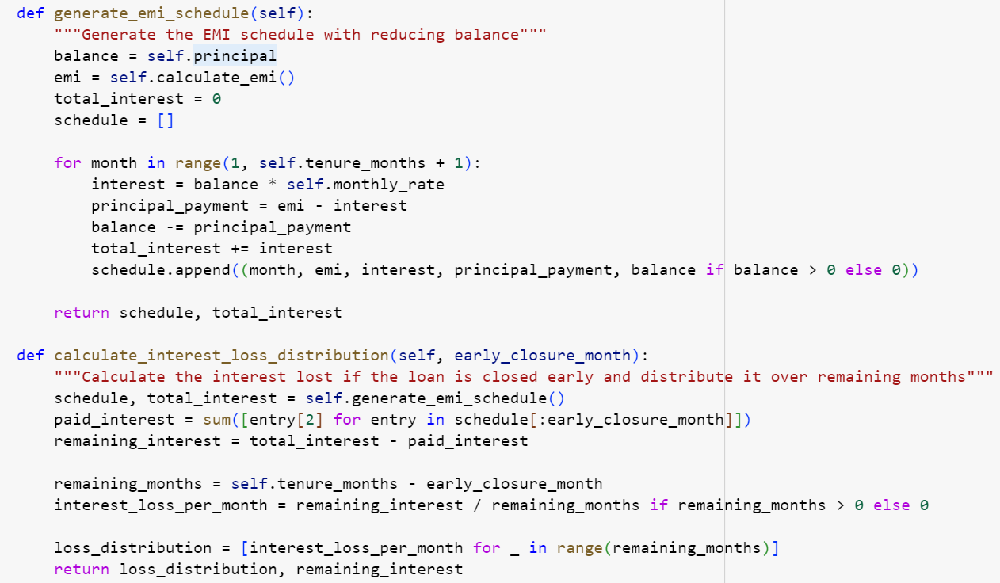 def generate_emi_schedule(self):
    """Generate the EMI schedule with reducing balance"""
    balance = self.principal
    emi = self.calculate_emi()
    total_interest = 0
    schedule = []

    for month in range(1, self.tenure_months + 1):
        interest = balance * self.monthly_rate
        principal_payment = emi - interest
        balance -= principal_payment
        total_interest += interest
        schedule.append((month, emi, interest, principal_payment, balance if balance > 0 else 0))

    return schedule, total_interest

def calculate_interest_loss_distribution(self, early_closure_month):
    """Calculate the interest lost if the loan is closed early and distribute it over remaining months"""
    schedule, total_interest = self.generate_emi_schedule()
    paid_interest = sum([entry[2] for entry in schedule[:early_closure_month]])
    remaining_interest = total_interest - paid_interest

    remaining_months = self.tenure_months - early_closure_month
    interest_loss_per_month = remaining_interest / remaining_months if remaining_months > 0 else 0

    loss_distribution = [interest_loss_per_month for _ in range(remaining_months)]
    return loss_distribution, remaining_interest